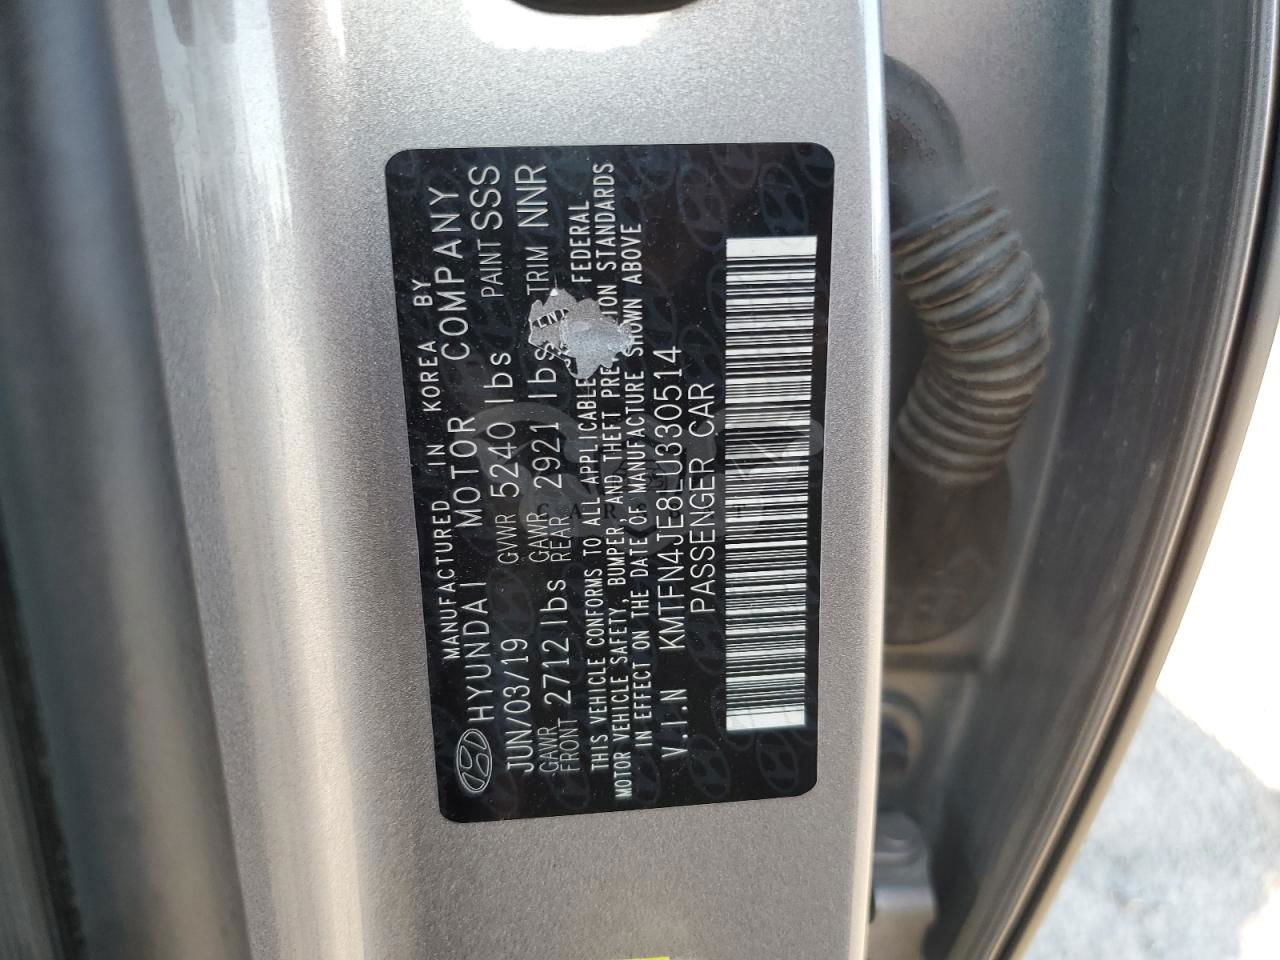 MANUFACTURED IN KOREA BY
HYUNDAI MOTOR COMPANY
JUN/03/19 GVWR 5240 lbs PAINT SSS
GAWR FRONT 2712 lbs GAWR REAR 2921 lbs TRIM NNR
THIS VEHICLE CONFORMS TO ALL APPLICABLE FEDERAL
MOTOR VEHICLE SAFETY, BUMPER, AND THEFT STANDARDS
IN EFFECT ON THE DATE OF MANUFACTURE SHOWN ABOVE
V.I.N KMTFN4JE8LU330514
PASSENGER CAR